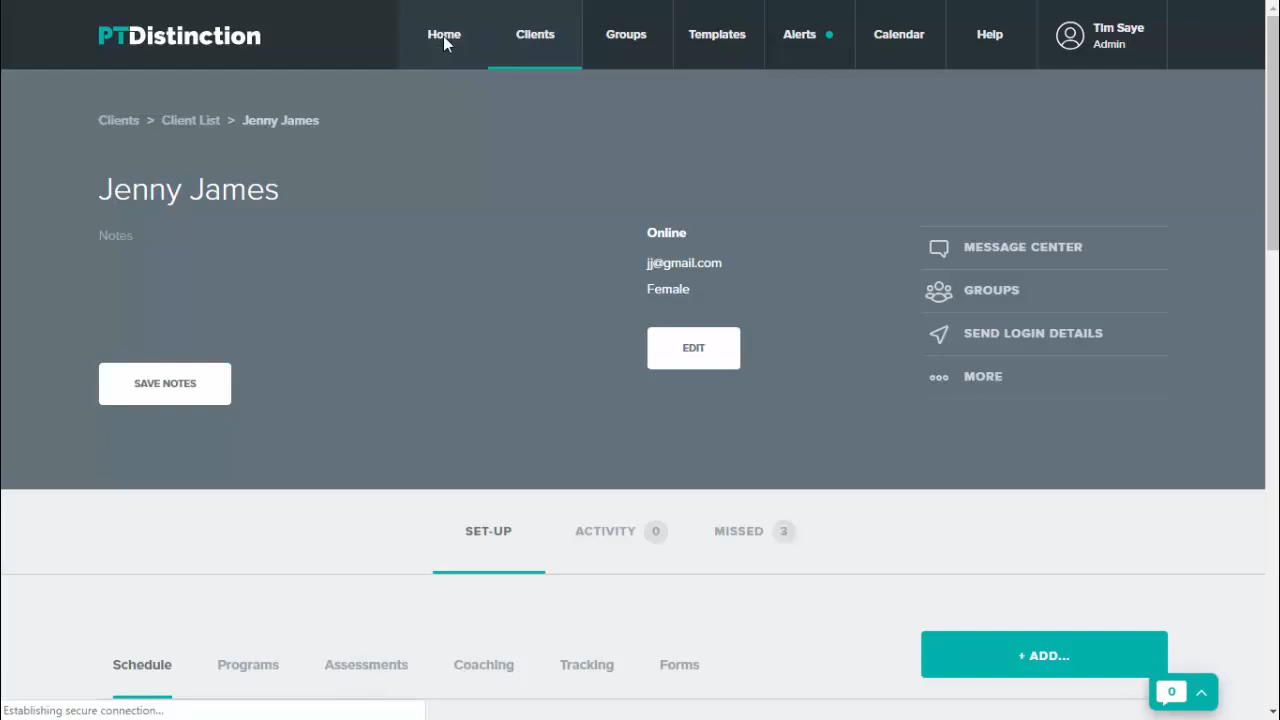 PTDistinction
Home
Clients
Groups
Templates
Alerts
Calendar
Help
Tim Saye
Admin
Clients > Client List > Jenny James
Jenny James
Notes
SAVE NOTES
Online
jj@gmail.com
Female
EDIT
MESSAGE CENTER
GROUPS
SEND LOGIN DETAILS
MORE
SET-UP
ACTIVITY 0
MISSED 3
Schedule
Programs
Assessments
Coaching
Tracking
Forms
+ ADD...
0
Establishing secure connection...